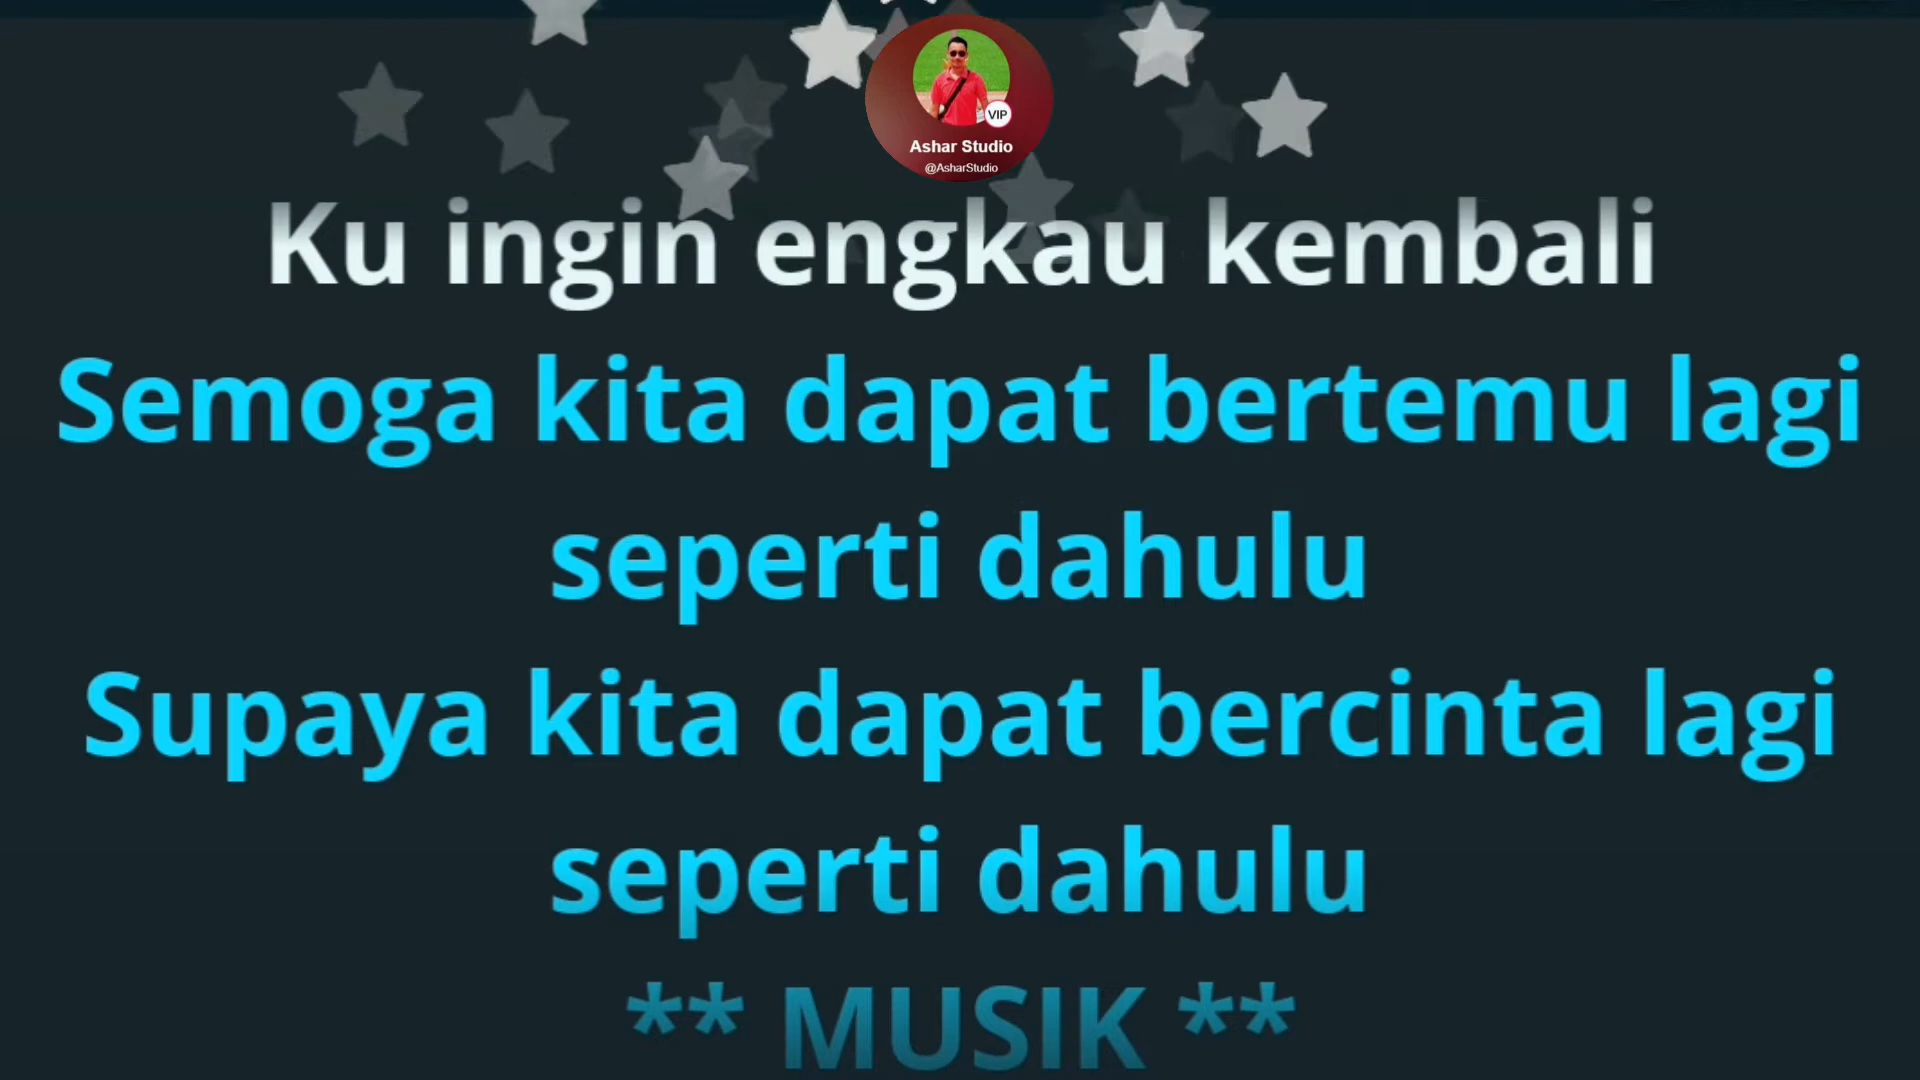 VIP
Ashar Studio
@AsharStudio
Ku ingin engkau kembali
Semoga kita dapat bertemu lagi
seperti dahulu
Supaya kita dapat bercinta lagi
seperti dahulu
** MUSIK **